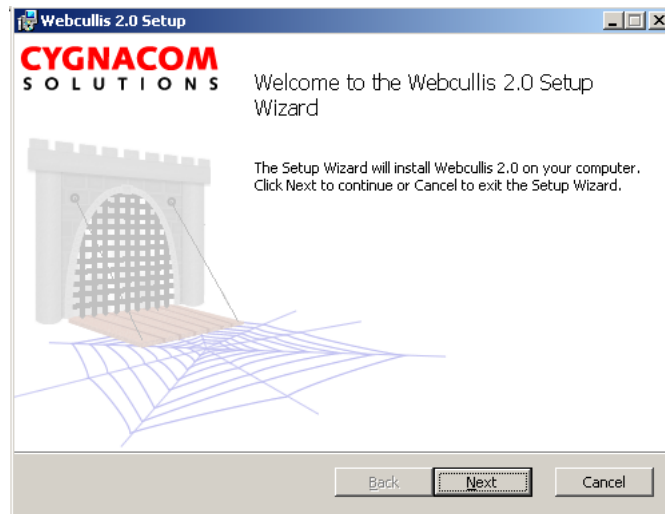 Webcullis 2.0 Setup
CYGNACOM
SOLUTIONS
Welcome to the Webcullis 2.0 Setup
Wizard
The Setup Wizard will install Webcullis 2.0 on your computer.
Click Next to continue or Cancel to exit the Setup Wizard.
Back
Next
Cancel